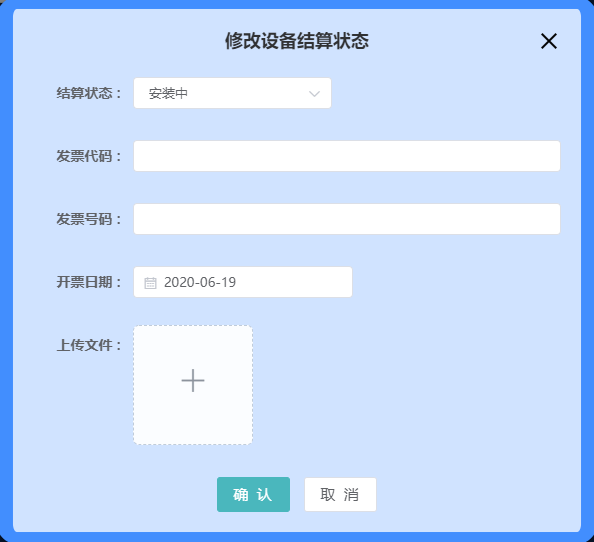 修改设备结算状态
结算状态： 安装中
发票代码：
发票号码：
开票日期： 2020-06-19
上传文件：
确 认 取 消